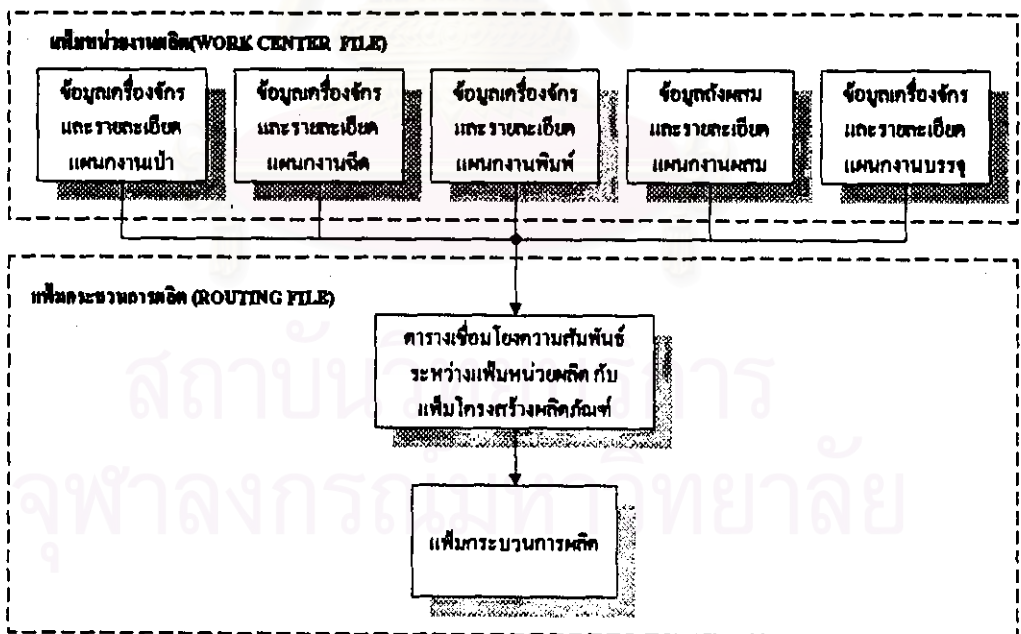 แฟ้มหน่วยงานผลิต(WORK CENTER FILE)
ข้อมูลเครื่องจักร
และรายละเอียด
แผนกงานเป่า
ข้อมูลเครื่องจักร
และรายละเอียด
แผนกงานฉีด
ข้อมูลเครื่องจักร
และรายละเอียด
แผนกงานพิมพ์
ข้อมูลถังผสม
และรายละเอียด
แผนกงานผสม
ข้อมูลเครื่องจักร
และรายละเอียด
แผนกงานบรรจุ
แฟ้มกระบวนการผลิต (ROUTING FILE)
ตารางเชื่อมโยงความสัมพันธ์
ระหว่างแฟ้มหน่วยผลิต กับ
แฟ้มโครงสร้างผลิตภัณฑ์
แฟ้มกระบวนการผลิต
สถาบันวิทยบริการ
จุฬาลงกรณ์มหาวิทยาลัย